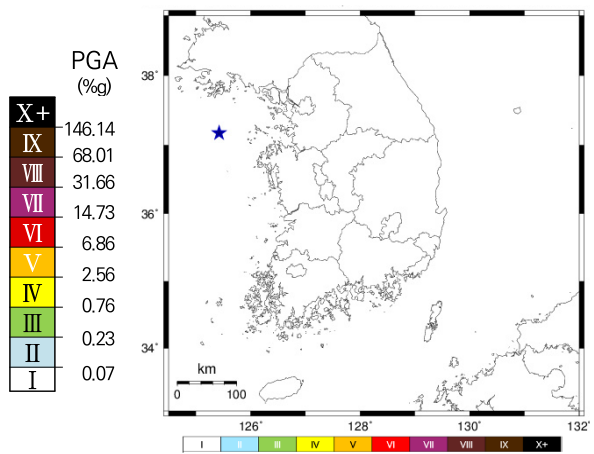 PGA
(%g)
X+
146.14
IX
68.01
VIII
31.66
VII
14.73
VI
6.86
V
2.56
IV
0.76
III
0.23
II
0.07
I
38°
36°
34°
km
0 100
126° 128° 130° 132°
I II III IV V VI VII VIII IX X+